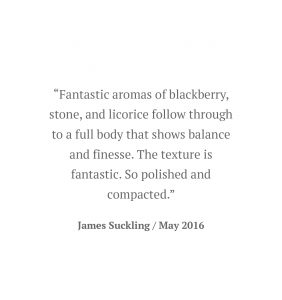 “Fantastic aromas of blackberry,
stone, and licorice follow through
to a full body that shows balance
and finesse. The texture is
fantastic. So polished and
compacted.”
James Suckling / May 2016